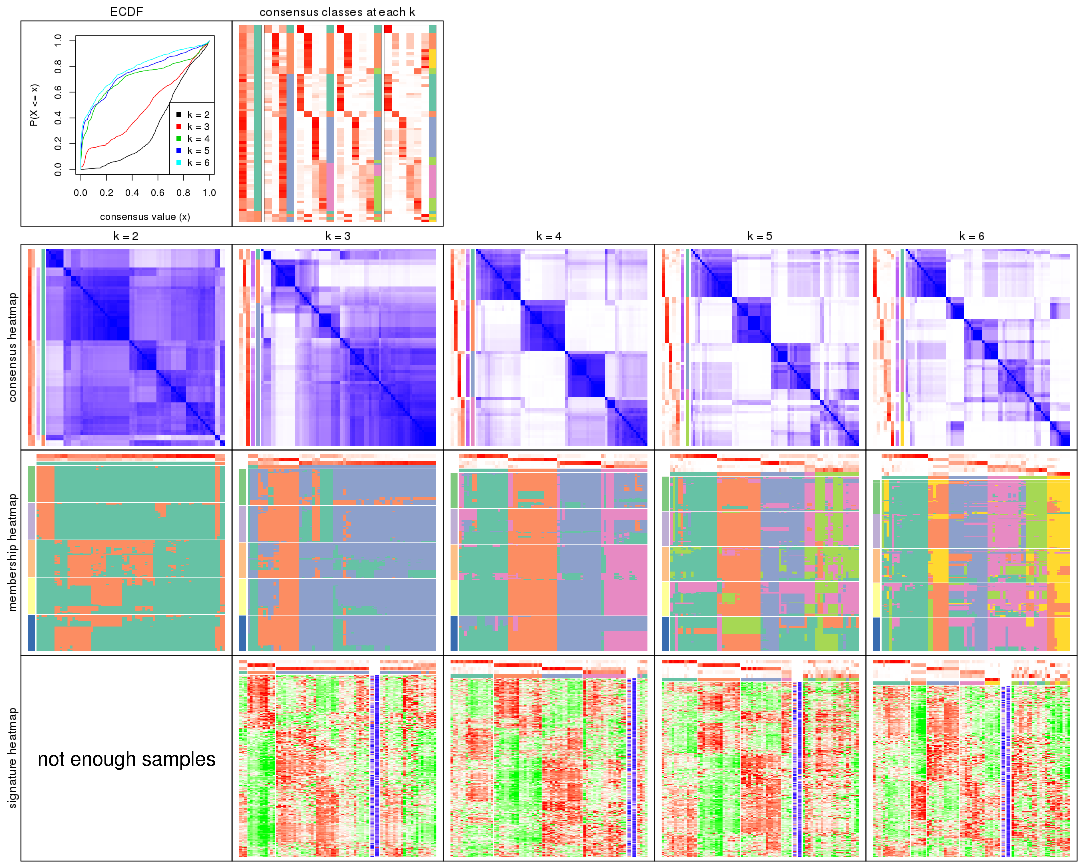 ECDF
consensus classes at each k
P(X <= x)
0.0 0.2 0.4 0.6 0.8 1.0
k = 2
k = 3
k = 4
k = 5
k = 6
0.0 0.2 0.4 0.6 0.8 1.0
consensus value (x)
k = 2
k = 3
k = 4
k = 5
k = 6
consensus heatmap
membership heatmap
signature heatmap
not enough samples